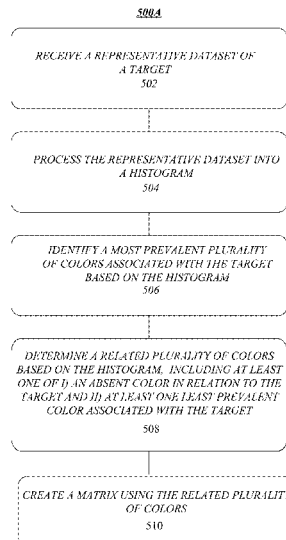 500A
RECEIVE A REPRESENTATIVE DATASET OF
A TARGET
502
PROCESS THE REPRESENTATIVE DATASET INTO
A HISTOGRAM
504
IDENTIFY A MOST PREVALENT PLURALITY
OF COLORS ASSOCIATED WITH THE TARGET
BASED ON THE HISTOGRAM
506
DETERMINE A RELATED PLURALITY OF COLORS
BASED ON THE HISTOGRAM, INCLUDING AT LEAST
ONE OF I) AN ABSENT COLOR IN RELATION TO THE
TARGET AND II) AT LEAST ONE LEAST PREVALENT
COLOR ASSOCIATED WITH THE TARGET
508
CREATE A MATRIX USING THE RELATED PLURALIT
OF COLORS
510